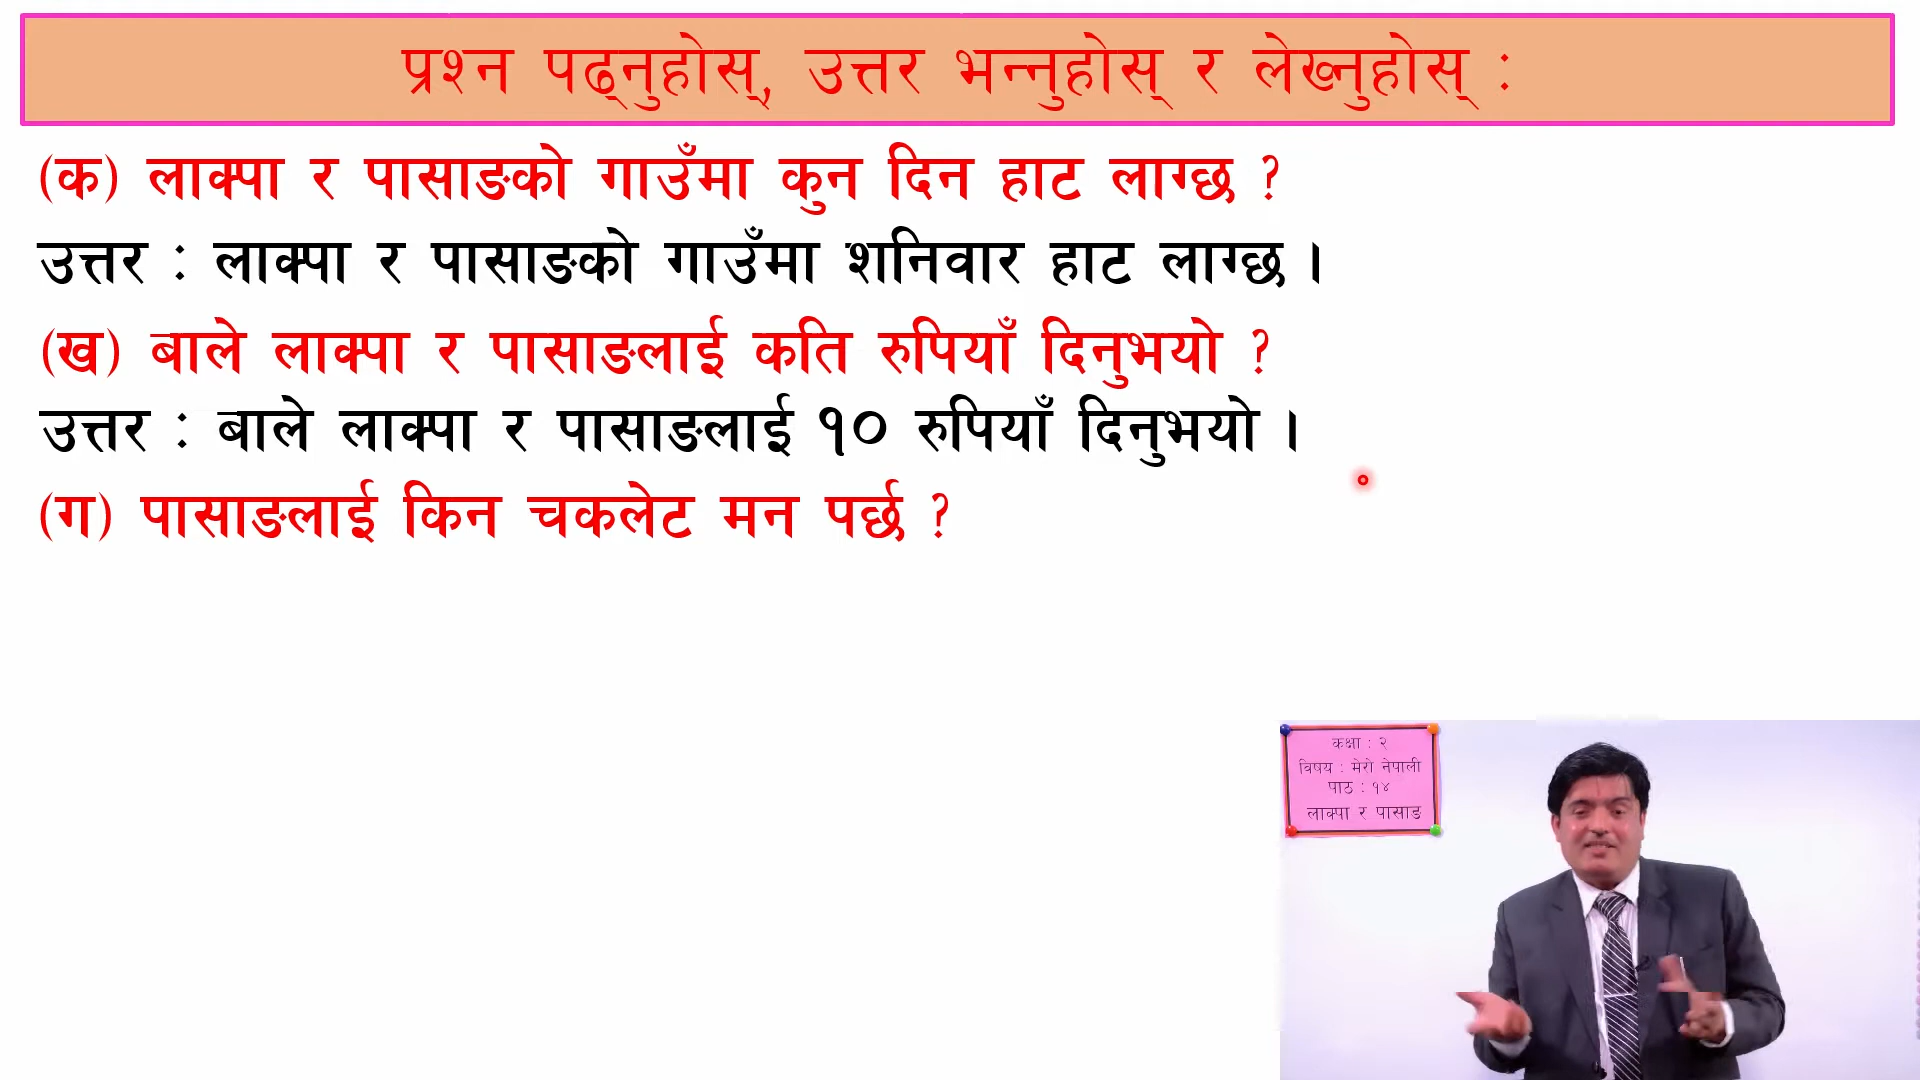 प्रश्न पढ्नुहोस्, उत्तर भन्नुहोस् र लेख्नुहोस् :
(क) लाक्पा र पासाङको गाउँमा कुन दिन हाट लाग्छ ?
उत्तर : लाक्पा र पासाङको गाउँमा शनिवार हाट लाग्छ ।
(ख) बाले लाक्पा र पासाङलाई कति रुपियाँ दिनुभयो ?
उत्तर : बाले लाक्पा र पासाङलाई १० रुपियाँ दिनुभयो ।
(ग) पासाङलाई किन चकलेट मन पर्छ ?
कक्षा : २
विषय : मेरो नेपाली
पाठ : १४
लाक्पा र पासाङ